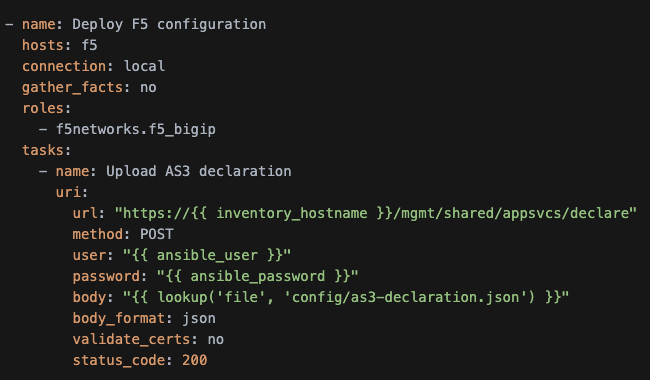 - name: Deploy F5 configuration
  hosts: f5
  connection: local
  gather_facts: no
  roles:
    - f5networks.f5_bigip
  tasks:
    - name: Upload AS3 declaration
      uri:
        url: "https://{{ inventory_hostname }}/mgmt/shared/appsvcs/declare"
        method: POST
        user: "{{ ansible_user }}"
        password: "{{ ansible_password }}"
        body: "{{ lookup('file', 'config/as3-declaration.json') }}"
        body_format: json
        validate_certs: no
        status_code: 200